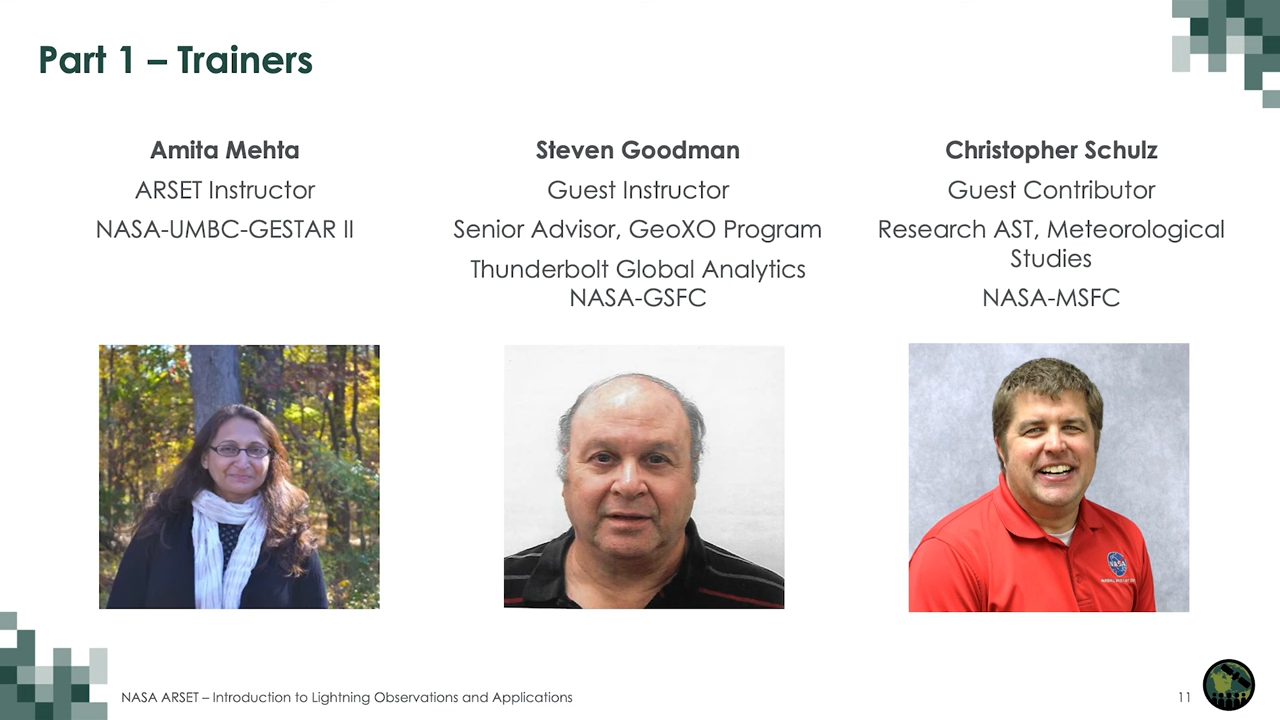 Part 1 – Trainers
Amita Mehta
ARSET Instructor
NASA-UMBC-GESTAR II
Steven Goodman
Guest Instructor
Senior Advisor, GeoXO Program
Thunderbolt Global Analytics
NASA-GSFC
Christopher Schulz
Guest Contributor
Research AST, Meteorological
Studies
NASA-MSFC
NASA
NASA ARSET – Introduction to Lightning Observations and Applications
11